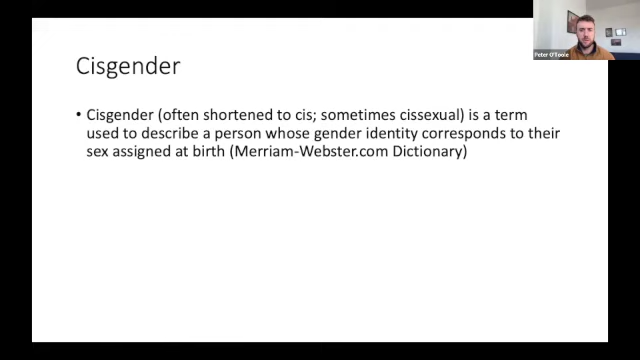 Cisgender
• Cisgender (often shortened to cis; sometimes cissexual) is a term
used to describe a person whose gender identity corresponds to their
sex assigned at birth (Merriam-Webster.com Dictionary)
Peter O'Toole